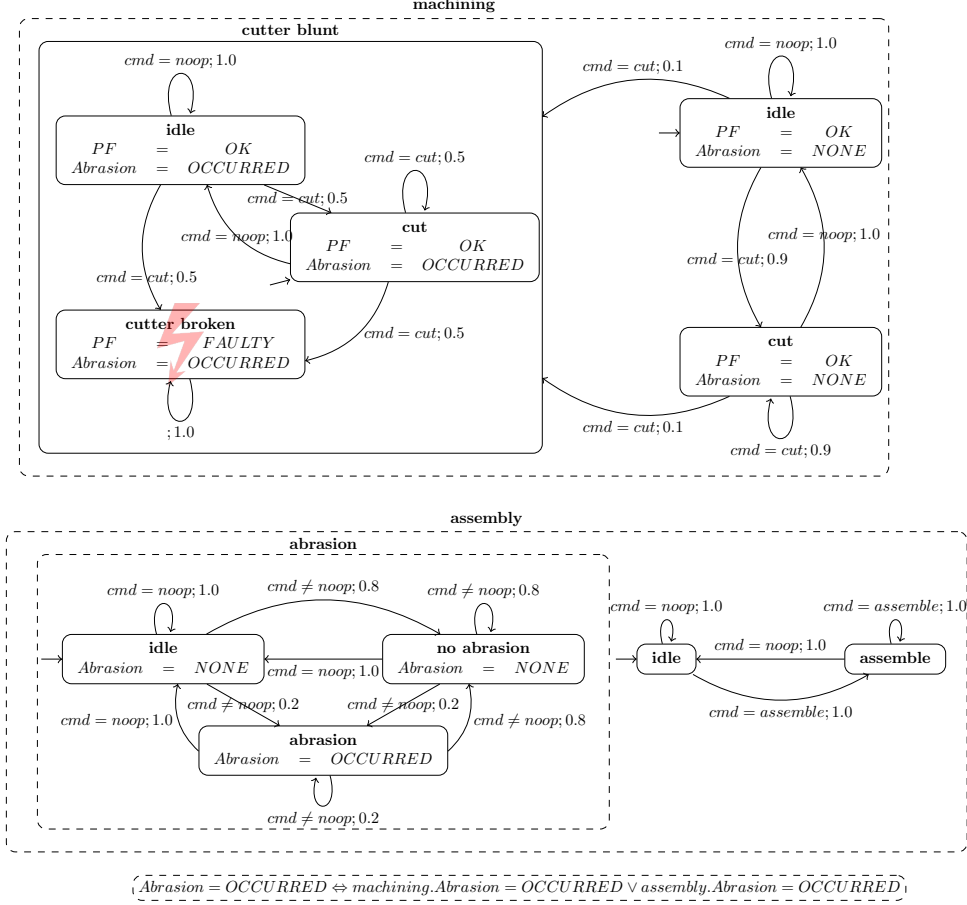 machining
cutter blunt
cmd = noop; 1.0
idle
PF = OK
Abrasion = OCCURRED
cmd = cut; 0.5
cmd = cut; 0.5
cut
PF = OK
Abrasion = OCCURRED
cmd = noop; 1.0
cmd = cut; 0.5
cmd = cut; 0.5
cutter broken
PF = FAULTY
Abrasion = OCCURRED
; 1.0
cmd = cut; 0.1
cmd = noop; 1.0
idle
PF = OK
Abrasion = NONE
cmd = noop; 1.0
cmd = cut; 0.9
cut
PF = OK
Abrasion = NONE
cmd = cut; 0.1
cmd = cut; 0.9
assembly
abrasion
cmd = noop; 1.0
cmd ≠ noop; 0.8
cmd ≠ noop; 0.8
idle
Abrasion = NONE
no abrasion
Abrasion = NONE
cmd = noop; 1.0
cmd ≠ noop; 0.2
cmd ≠ noop; 0.2
cmd = noop; 1.0
cmd ≠ noop; 0.8
abrasion
Abrasion = OCCURRED
cmd ≠ noop; 0.2
cmd = noop; 1.0
cmd = assemble; 1.0
idle
cmd = noop; 1.0
assemble
cmd = assemble; 1.0
Abrasion = OCCURRED ⇔ machining.Abrasion = OCCURRED ∨ assembly.Abrasion = OCCURRED